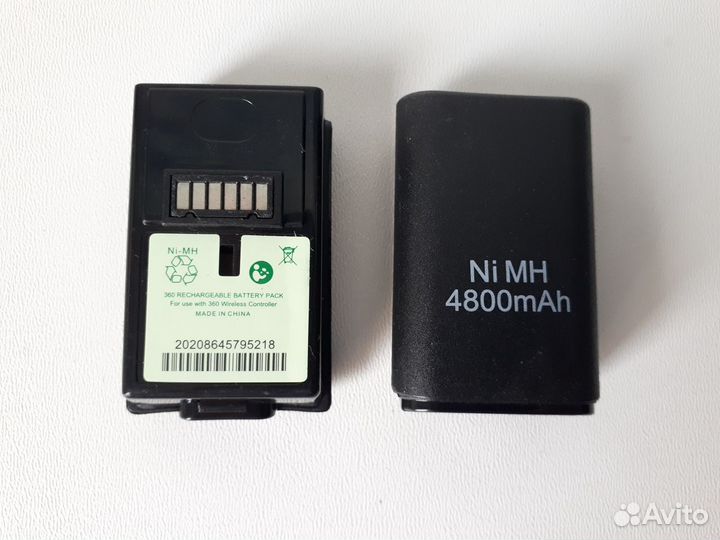 Ni-MH
360 RECHARGEABLE BATTERY PACK
For use with 360 Wireless Controller
MADE IN CHINA
20208645795218
Ni MH
4800mAh
Avito